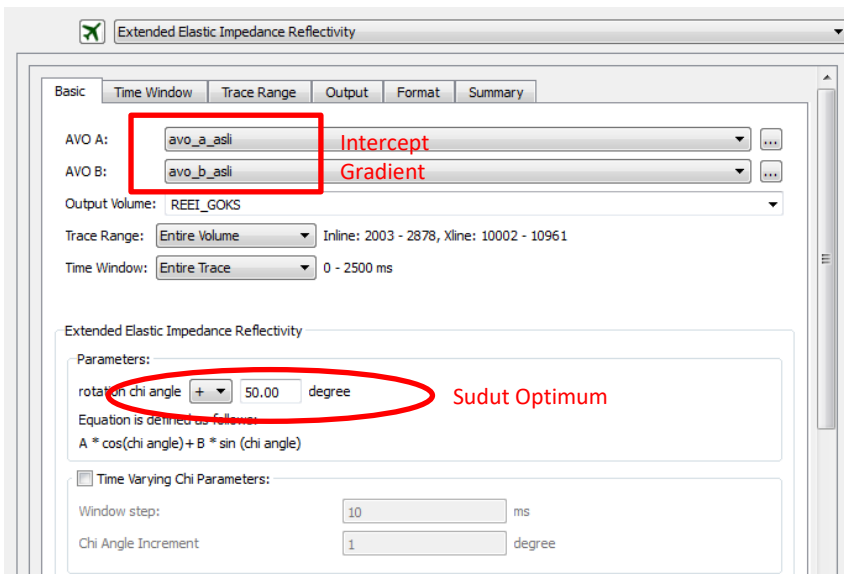 Extended Elastic Impedance Reflectivity
Basic Time Window Trace Range Output Format Summary
AVO A: avo_a_asli Intercept ...
AVO B: avo_b_asli Gradient ...
Output Volume: REEI_GOKS
Trace Range: Entire Volume Inline: 2003 - 2878, Xline: 10002 - 10961
Time Window: Entire Trace 0 - 2500 ms
Extended Elastic Impedance Reflectivity
Parameters:
rotation chi angle + 50.00 degree Sudut Optimum
Equation is defined as follows:
A * cos(chi angle) + B * sin (chi angle)
Time Varying Chi Parameters:
Window step: 10 ms
Chi Angle Increment 1 degree